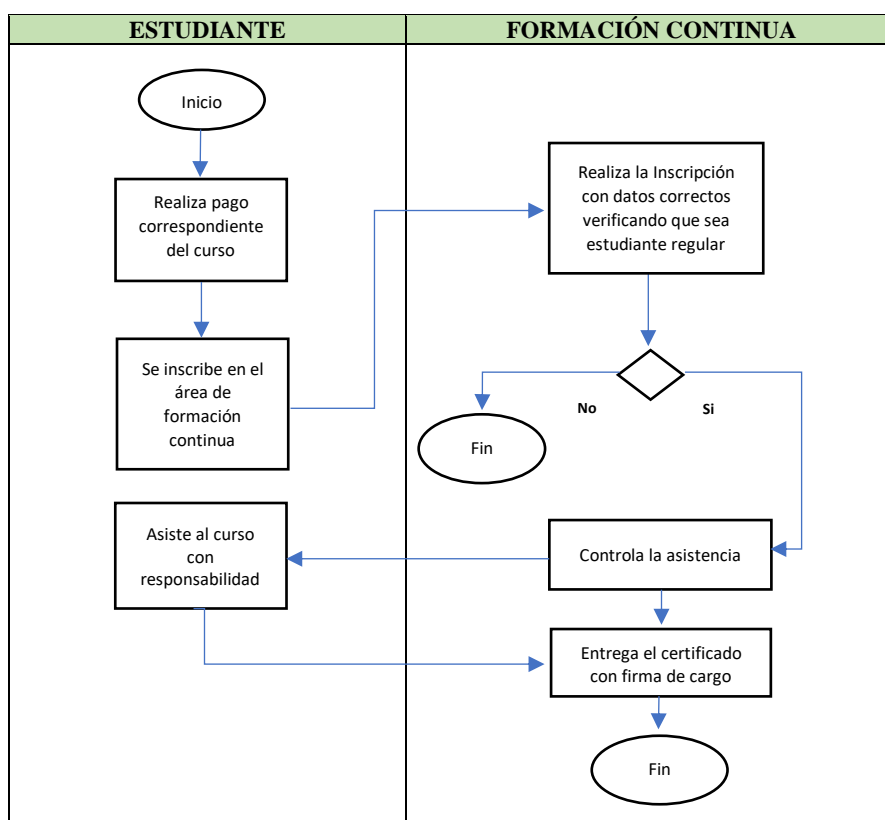 ESTUDIANTE
FORMACIÓN CONTINUA
Inicio
Realiza pago
correspondiente
del curso
Se inscribe en el
área de
formación
continua
Realiza la Inscripción
con datos correctos
verificando que sea
estudiante regular
No
Si
Fin
Controla la asistencia
Asiste al curso
con
responsabilidad
Entrega el certificado
con firma de cargo
Fin